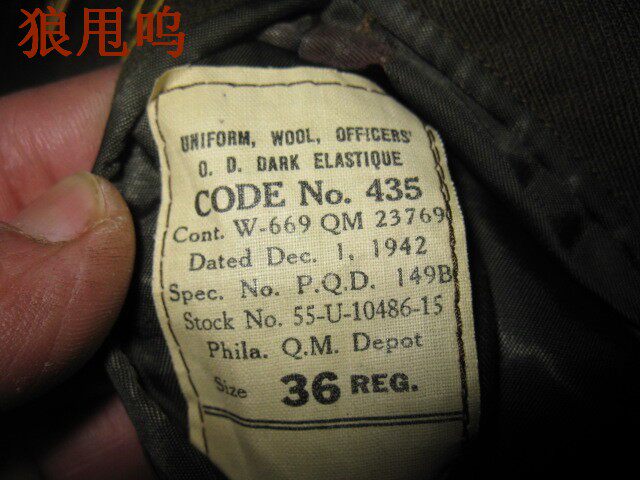 狼甩呜
UNIFORM, WOOL, OFFICERS'
O. D. DARK ELASTIQUE
CODE No. 435
Cont. W-669 QM 23769
Dated Dec. 1, 1942
Spec. No. P.Q.D. 149B
Stock No. 55-U-10486-15
Phila. Q.M. Depot
Size 36 REG.